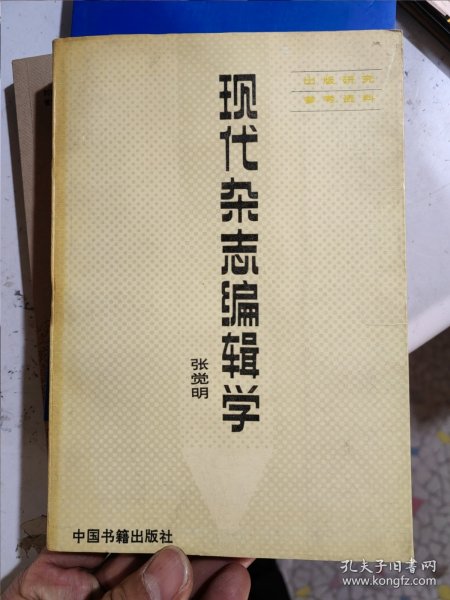 出版研究
参考资料
现代杂志编辑学
张觉明
中国书籍出版社
孔夫子旧书网
www.kongfz.com